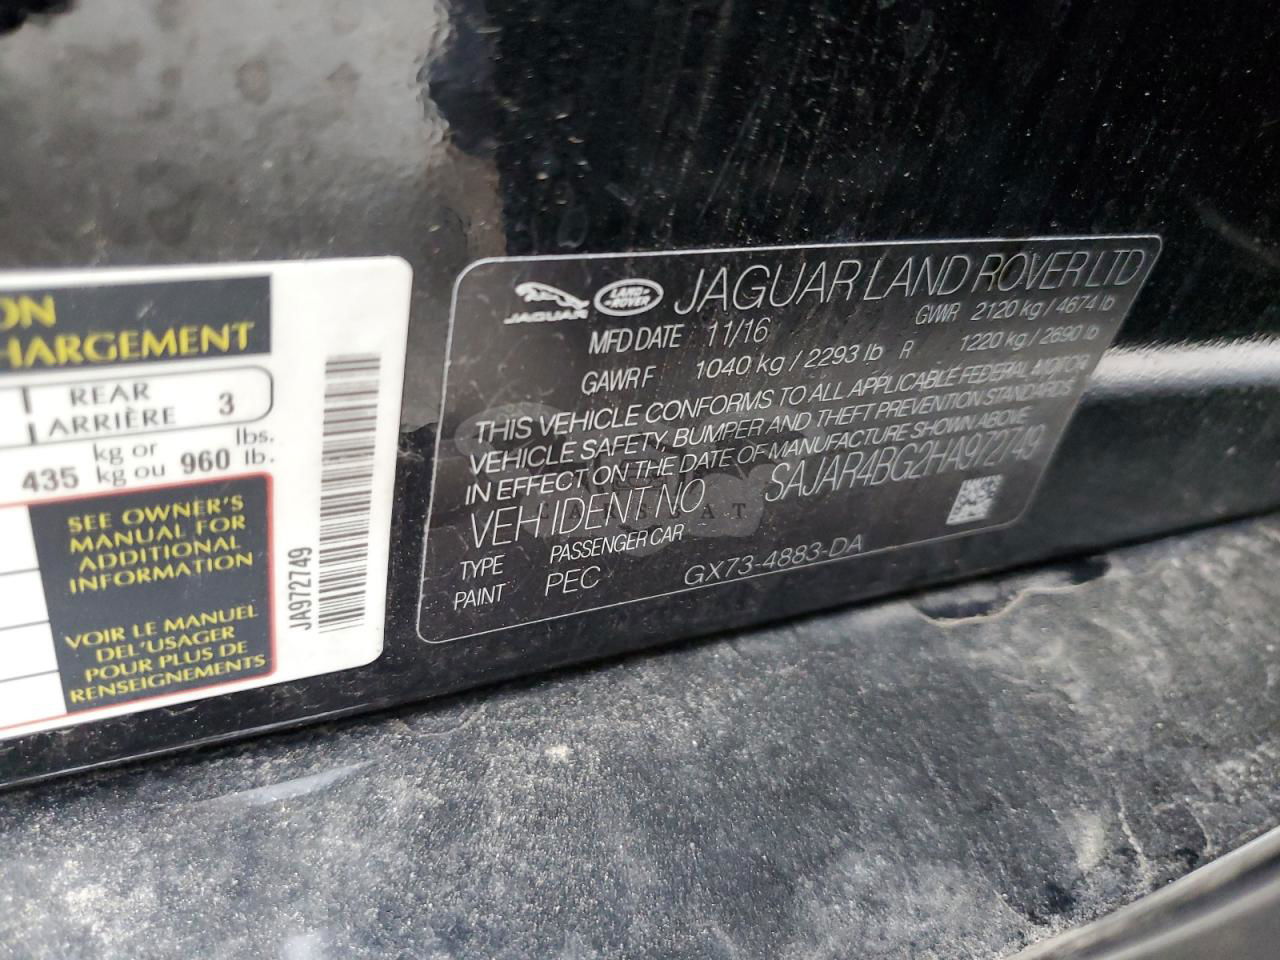 ON
HARGEMENT
REAR
ARRIÈRE 3
435 kg or
kg ou 960 lbs.
lb.
SEE OWNER'S
MANUAL FOR
ADDITIONAL
INFORMATION
VOIR LE MANUEL
DEL'USAGER
POUR PLUS DE
RENSEIGNEMENTS
JA972749
JAGUAR
LAND
ROVER
JAGUAR LAND ROVER LTD
MFD DATE 11/16 GVWR 2120 kg / 4674 lb
GAWR F 1040 kg / 2293 lb R 1220 kg / 2690 lb
THIS VEHICLE CONFORMS TO ALL APPLICABLE FEDERAL MOTOR
VEHICLE SAFETY, BUMPER AND THEFT PREVENTION STANDARDS
IN EFFECT ON THE DATE OF MANUFACTURE SHOWN ABOVE
VEH IDENT NO SAJAR4BG2HA972749
TYPE PASSENGER CAR
PAINT PEC GX73-4883-DA